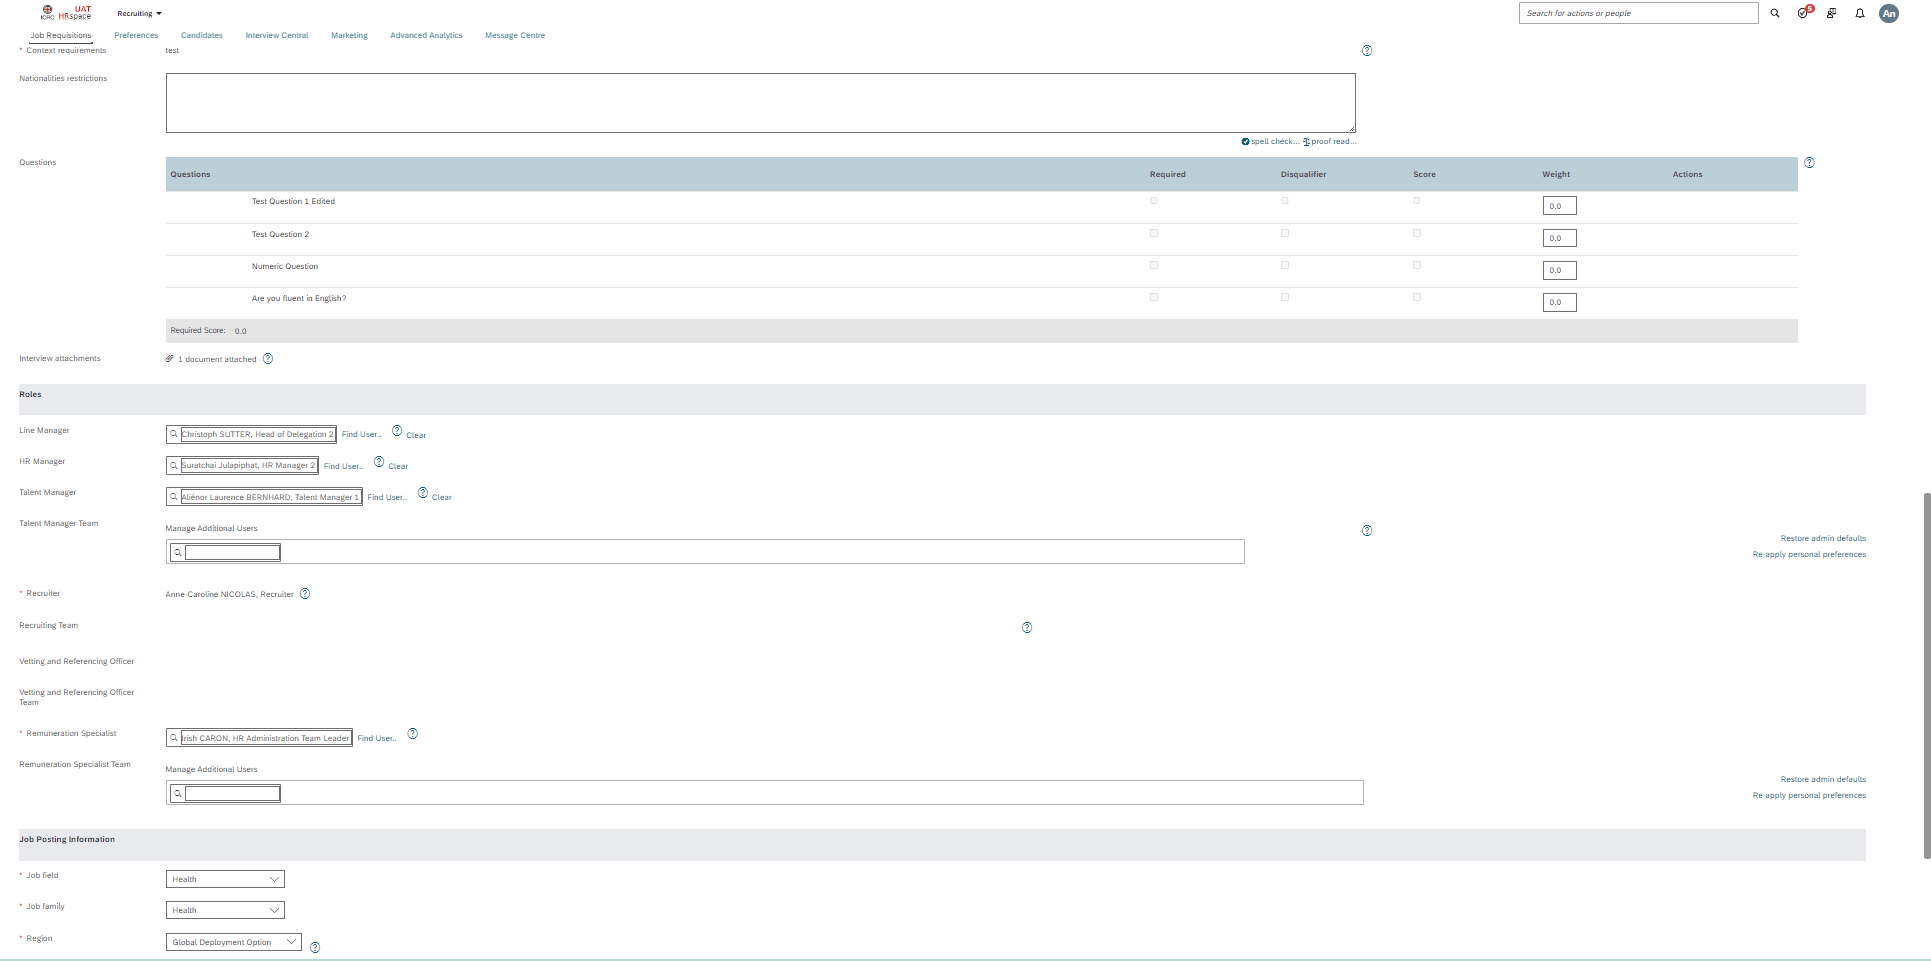 ICRC UAT HRspace Recruiting
Search for actions or people
5
An
Job Requisitions Preferences Candidates Interview Central Marketing Advanced Analytics Message Centre
* Context requirements test
Nationalities restrictions
spell check... proof read...
Questions
Questions Required Disqualifier Score Weight Actions
Test Question 1 Edited 0.0
Test Question 2 0.0
Numeric Question 0.0
Are you fluent in English? 0.0
Required Score: 0.0
Interview attachments 1 document attached
Roles
Line Manager Christoph SUTTER, Head of Delegation 2 Find User.. Clear
HR Manager Suratchai Julapiphat, HR Manager 2 Find User.. Clear
Talent Manager Aliénor Laurence BERNHARD, Talent Manager 1 Find User.. Clear
Talent Manager Team Manage Additional Users
Restore admin defaults
Re-apply personal preferences
* Recruiter Anne-Caroline NICOLAS, Recruiter
Recruiting Team
Vetting and Referencing Officer
Vetting and Referencing Officer
Team
* Remuneration Specialist Irish CARON, HR Administration Team Leader Find User..
Remuneration Specialist Team Manage Additional Users
Restore admin defaults
Re-apply personal preferences
Job Posting Information
* Job field Health
* Job family Health
* Region Global Deployment Option